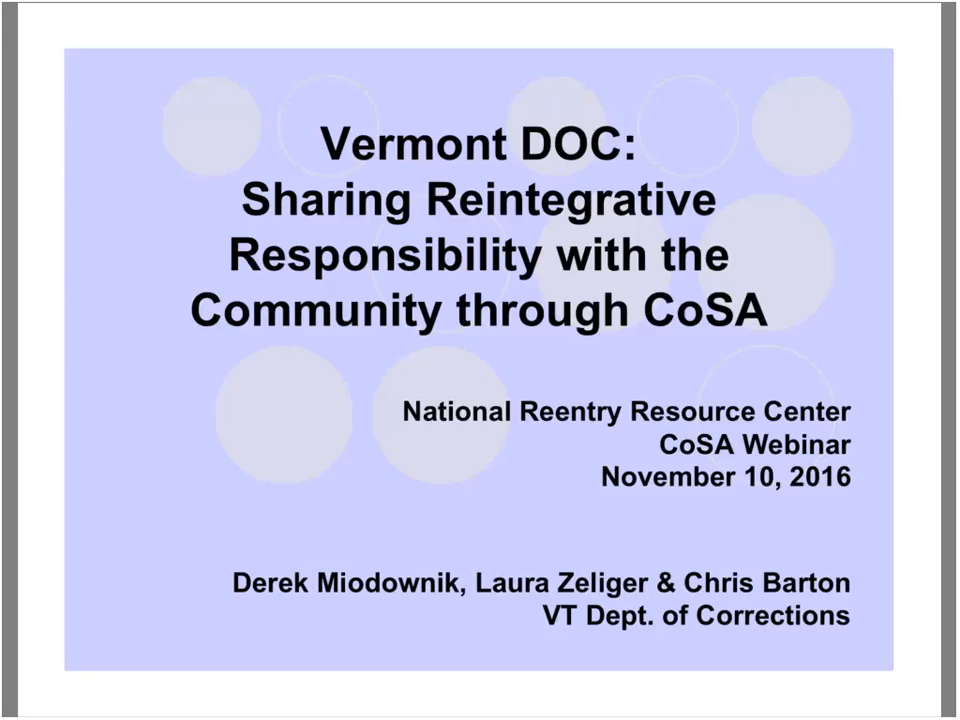 Vermont DOC:
Sharing Reintegrative
Responsibility with the
Community through CoSA
National Reentry Resource Center
CoSA Webinar
November 10, 2016
Derek Miodownik, Laura Zeliger & Chris Barton
VT Dept. of Corrections